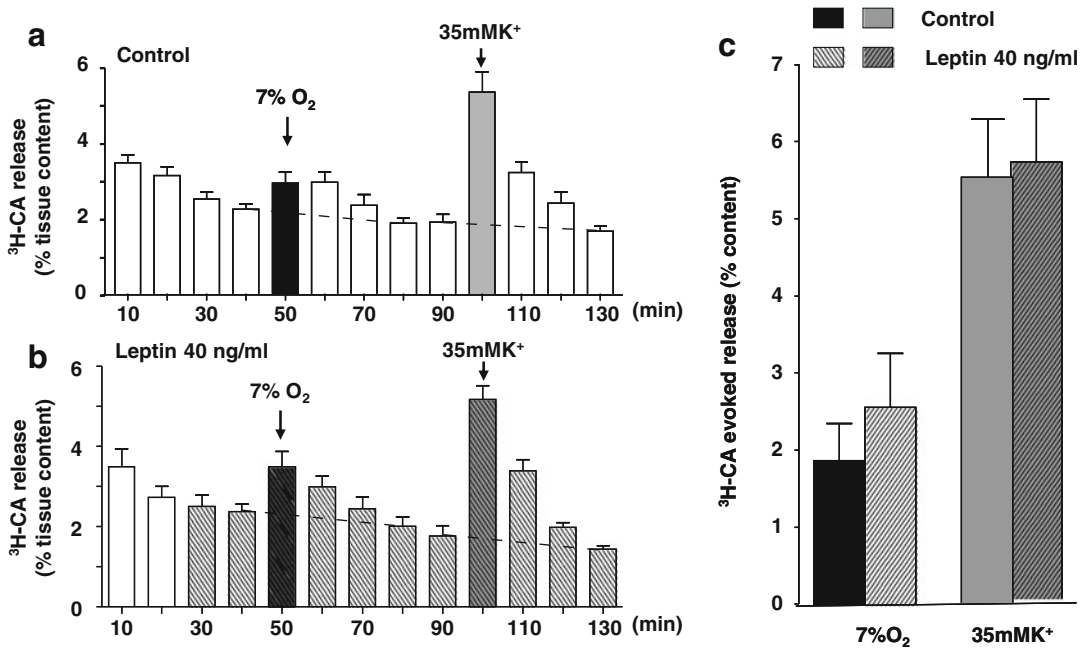 a
Control
³H-CA release
(% tissue content)
6
4
2
0
7% O₂
35mMK⁺
10 30 50 70 90 110 130 (min)
b
Leptin 40 ng/ml
³H-CA release
(% tissue content)
6
4
2
0
7% O₂
35mMK⁺
10 30 50 70 90 110 130 (min)
c
Control
Leptin 40 ng/ml
³H-CA evoked release (% content)
7
6
5
4
3
2
1
0
7%O₂ 35mMK⁺